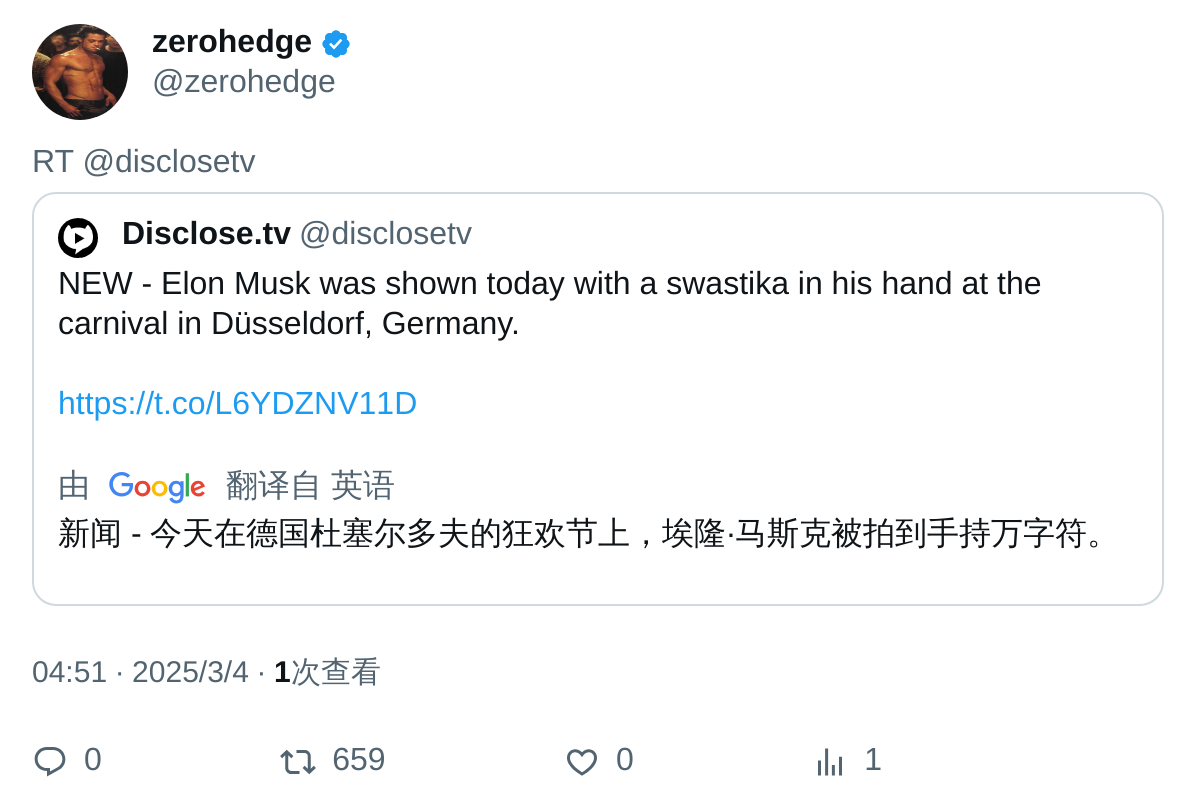 zerohedge
@zerohedge
RT @disclosetv
Disclose.tv @disclosetv
NEW - Elon Musk was shown today with a swastika in his hand at the
carnival in Düsseldorf, Germany.
https://t.co/L6YDZNV11D
由 Google 翻译自 英语
新闻 - 今天在德国杜塞尔多夫的狂欢节上，埃隆·马斯克被拍到手持万字符。
04:51 · 2025/3/4 · 1次查看
0 659 0 1